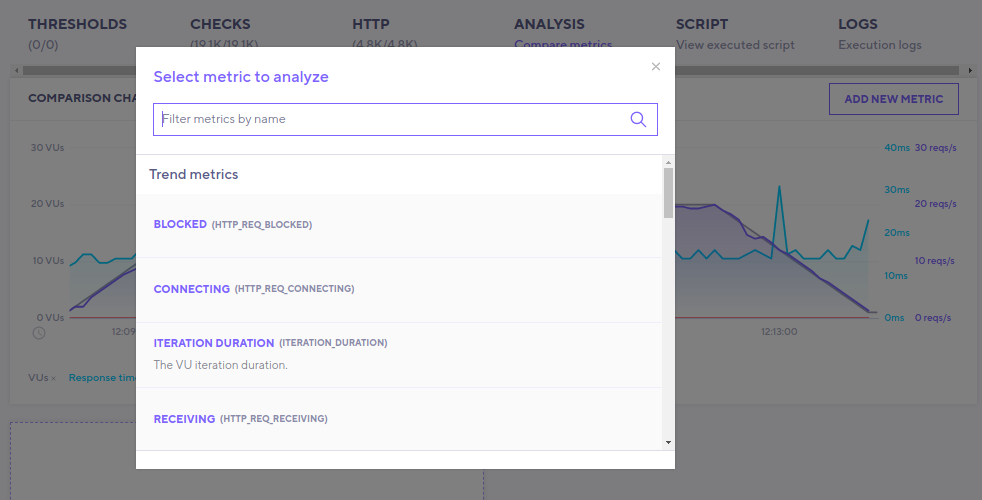 THRESHOLDS CHECKS HTTP ANALYSIS SCRIPT LOGS
(0/0) (19.1K/19.1K) (4.8K/4.8K) Compare metrics View executed script Execution logs
Select metric to analyze ×
COMPARISON CHA ADD NEW METRIC
Filter metrics by name
30 VUs 40ms 30 reqs/s
Trend metrics
30ms
20 VUs 20 reqs/s
BLOCKED (HTTP_REQ_BLOCKED)
20ms
10 VUs 10 reqs/s
10ms
CONNECTING (HTTP_REQ_CONNECTING)
0 VUs 0ms 0 reqs/s
12:09 12:13:00
ITERATION DURATION (ITERATION_DURATION)
The VU iteration duration.
VUs × Response time
RECEIVING (HTTP_REQ_RECEIVING)